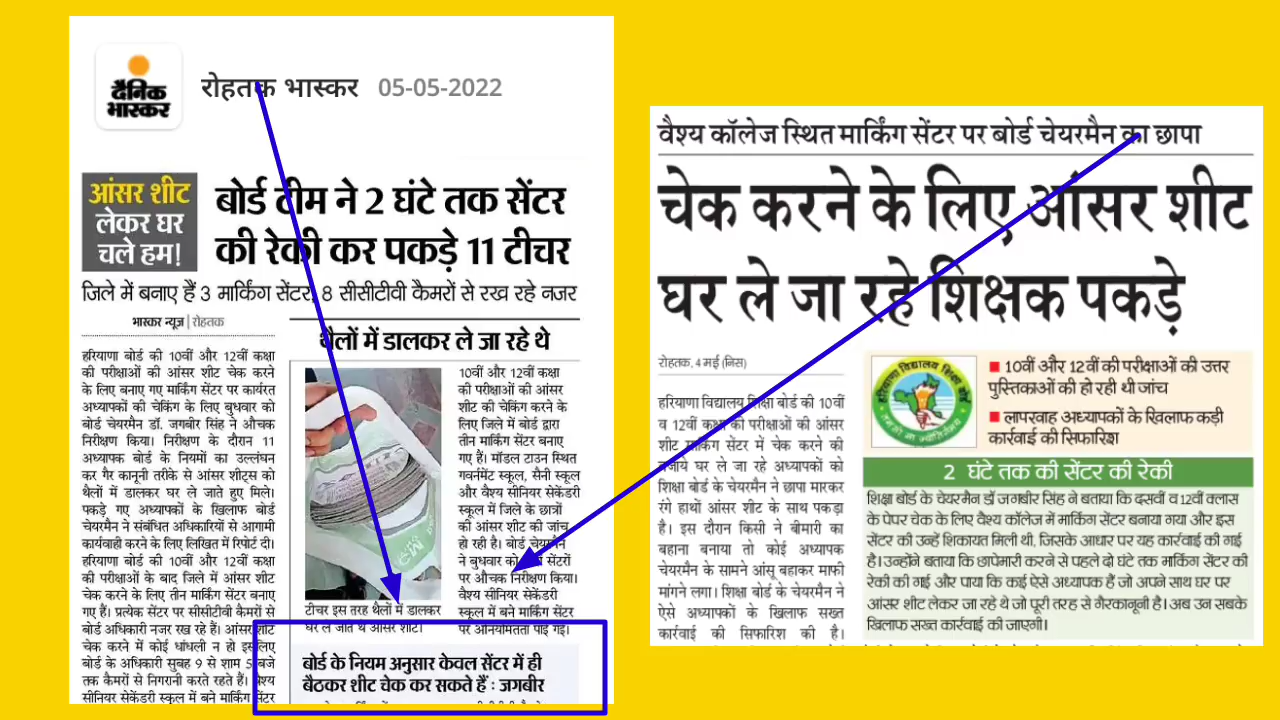 दैनिक
भास्कर
रोहतक भास्कर 05-05-2022
आंसर शीट
लेकर घर
चले हम!
बोर्ड टीम ने 2 घंटे तक सेंटर
की रेकी कर पकड़े 11 टीचर
जिले में बनाए हैं 3 मार्किंग सेंटर, 8 सीसीटीवी कैमरों से रख रहे नजर
भास्कर न्यूज | रोहतक
हरियाणा बोर्ड की 10वीं और 12वीं कक्षा
की परीक्षाओं की आंसर शीट चेक करने
के लिए बनाए गए मार्किंग सेंटर पर कार्यरत
अध्यापकों की चेकिंग के लिए बुधवार को
बोर्ड चेयरमैन डॉ. जगबीर सिंह ने औचक
निरीक्षण किया। निरीक्षण के दौरान 11
अध्यापक बोर्ड के नियमों का उल्लंघन
कर गैर कानूनी तरीके से आंसर शीट्स को
थैलों में डालकर घर ले जाते हुए मिले।
पकड़े गए अध्यापकों के खिलाफ बोर्ड
चेयरमैन ने संबंधित अधिकारियों से आगामी
कार्यवाही करने के लिए लिखित में रिपोर्ट दी।
हरियाणा बोर्ड की 10वीं और 12वीं कक्षा
की परीक्षाओं के बाद जिले में आंसर शीट
चेक करने के लिए तीन मार्किंग सेंटर बनाए
गए हैं। प्रत्येक सेंटर पर सीसीटीवी कैमरों से
बोर्ड अधिकारी नजर रख रहे हैं। आंसर शीट
चेक करने में कोई धांधली न हो इसलिए
बोर्ड के अधिकारी सुबह 9 से शाम 5 बजे
तक कैमरों से निगरानी करते रहते हैं। वैश्य
सीनियर सेकेंडरी स्कूल में बने मार्किंग सेंटर
थैलों में डालकर ले जा रहे थे
टीचर इस तरह थैलों में डालकर
घर ले जाते थे आंसर शीट।
10वीं और 12वीं कक्षा
की परीक्षाओं की आंसर
शीट की चेकिंग करने के
लिए जिले में बोर्ड द्वारा
तीन मार्किंग सेंटर बनाए
गए हैं। मॉडल टाउन स्थित
गवर्नमेंट स्कूल, सैनी स्कूल
और वैश्य सीनियर सेकेंडरी
स्कूल में जिले के छात्रों
की आंसर शीट की जांच
हो रही है। बोर्ड चेयरमैन
ने बुधवार को सेंटरों
पर औचक निरीक्षण किया।
वैश्य सीनियर सेकेंडरी
स्कूल में बने मार्किंग सेंटर
पर अनियमितता पाई गई।
बोर्ड के नियम अनुसार केवल सेंटर में ही
बैठकर शीट चेक कर सकते हैं : जगबीर
वैश्य कॉलेज स्थित मार्किंग सेंटर पर बोर्ड चेयरमैन का छापा
चेक करने के लिए आंसर शीट
घर ले जा रहे शिक्षक पकड़े
रोहतक, 4 मई (निस)
हरियाणा विद्यालय शिक्षा बोर्ड की 10वीं
व 12वीं कक्षा की परीक्षाओं की आंसर
शीट मार्किंग सेंटर में चेक करने की
बजाय घर ले जा रहे अध्यापकों को
शिक्षा बोर्ड के चेयरमैन ने छापा मारकर
रंगे हाथों आंसर शीट के साथ पकड़ा
है। इस दौरान किसी ने बीमारी का
बहाना बनाया तो कोई अध्यापक
चेयरमैन के सामने आंसू बहाकर माफी
मांगने लगा। शिक्षा बोर्ड के चेयरमैन ने
ऐसे अध्यापकों के खिलाफ सख्त
कार्रवाई की सिफारिश की है।
हरियाणा विद्यालय शिक्षा बोर्ड
तमसो मा ज्योतिर्गमय
■ 10वीं और 12वीं की परीक्षाओं की उत्तर
पुस्तिकाओं की हो रही थी जांच
■ लापरवाह अध्यापकों के खिलाफ कड़ी
कार्रवाई की सिफारिश
2 घंटे तक की सेंटर की रेकी
शिक्षा बोर्ड के चेयरमैन डॉ जगबीर सिंह ने बताया कि दसवीं व 12वीं क्लास
के पेपर चेक के लिए वैश्य कॉलेज में मार्किंग सेंटर बनाया गया और इस
सेंटर की उन्हें शिकायत मिली थी, जिसके आधार पर यह कार्रवाई की गई
है। उन्होंने बताया कि छापेमारी करने से पहले दो घंटे तक मार्किंग सेंटर की
रेकी की गई और पाया कि कई ऐसे अध्यापक हैं जो अपने साथ घर पर
आंसर शीट लेकर जा रहे थे जो पूरी तरह से गैरकानूनी है। अब उन सबके
खिलाफ सख्त कार्रवाई की जाएगी।